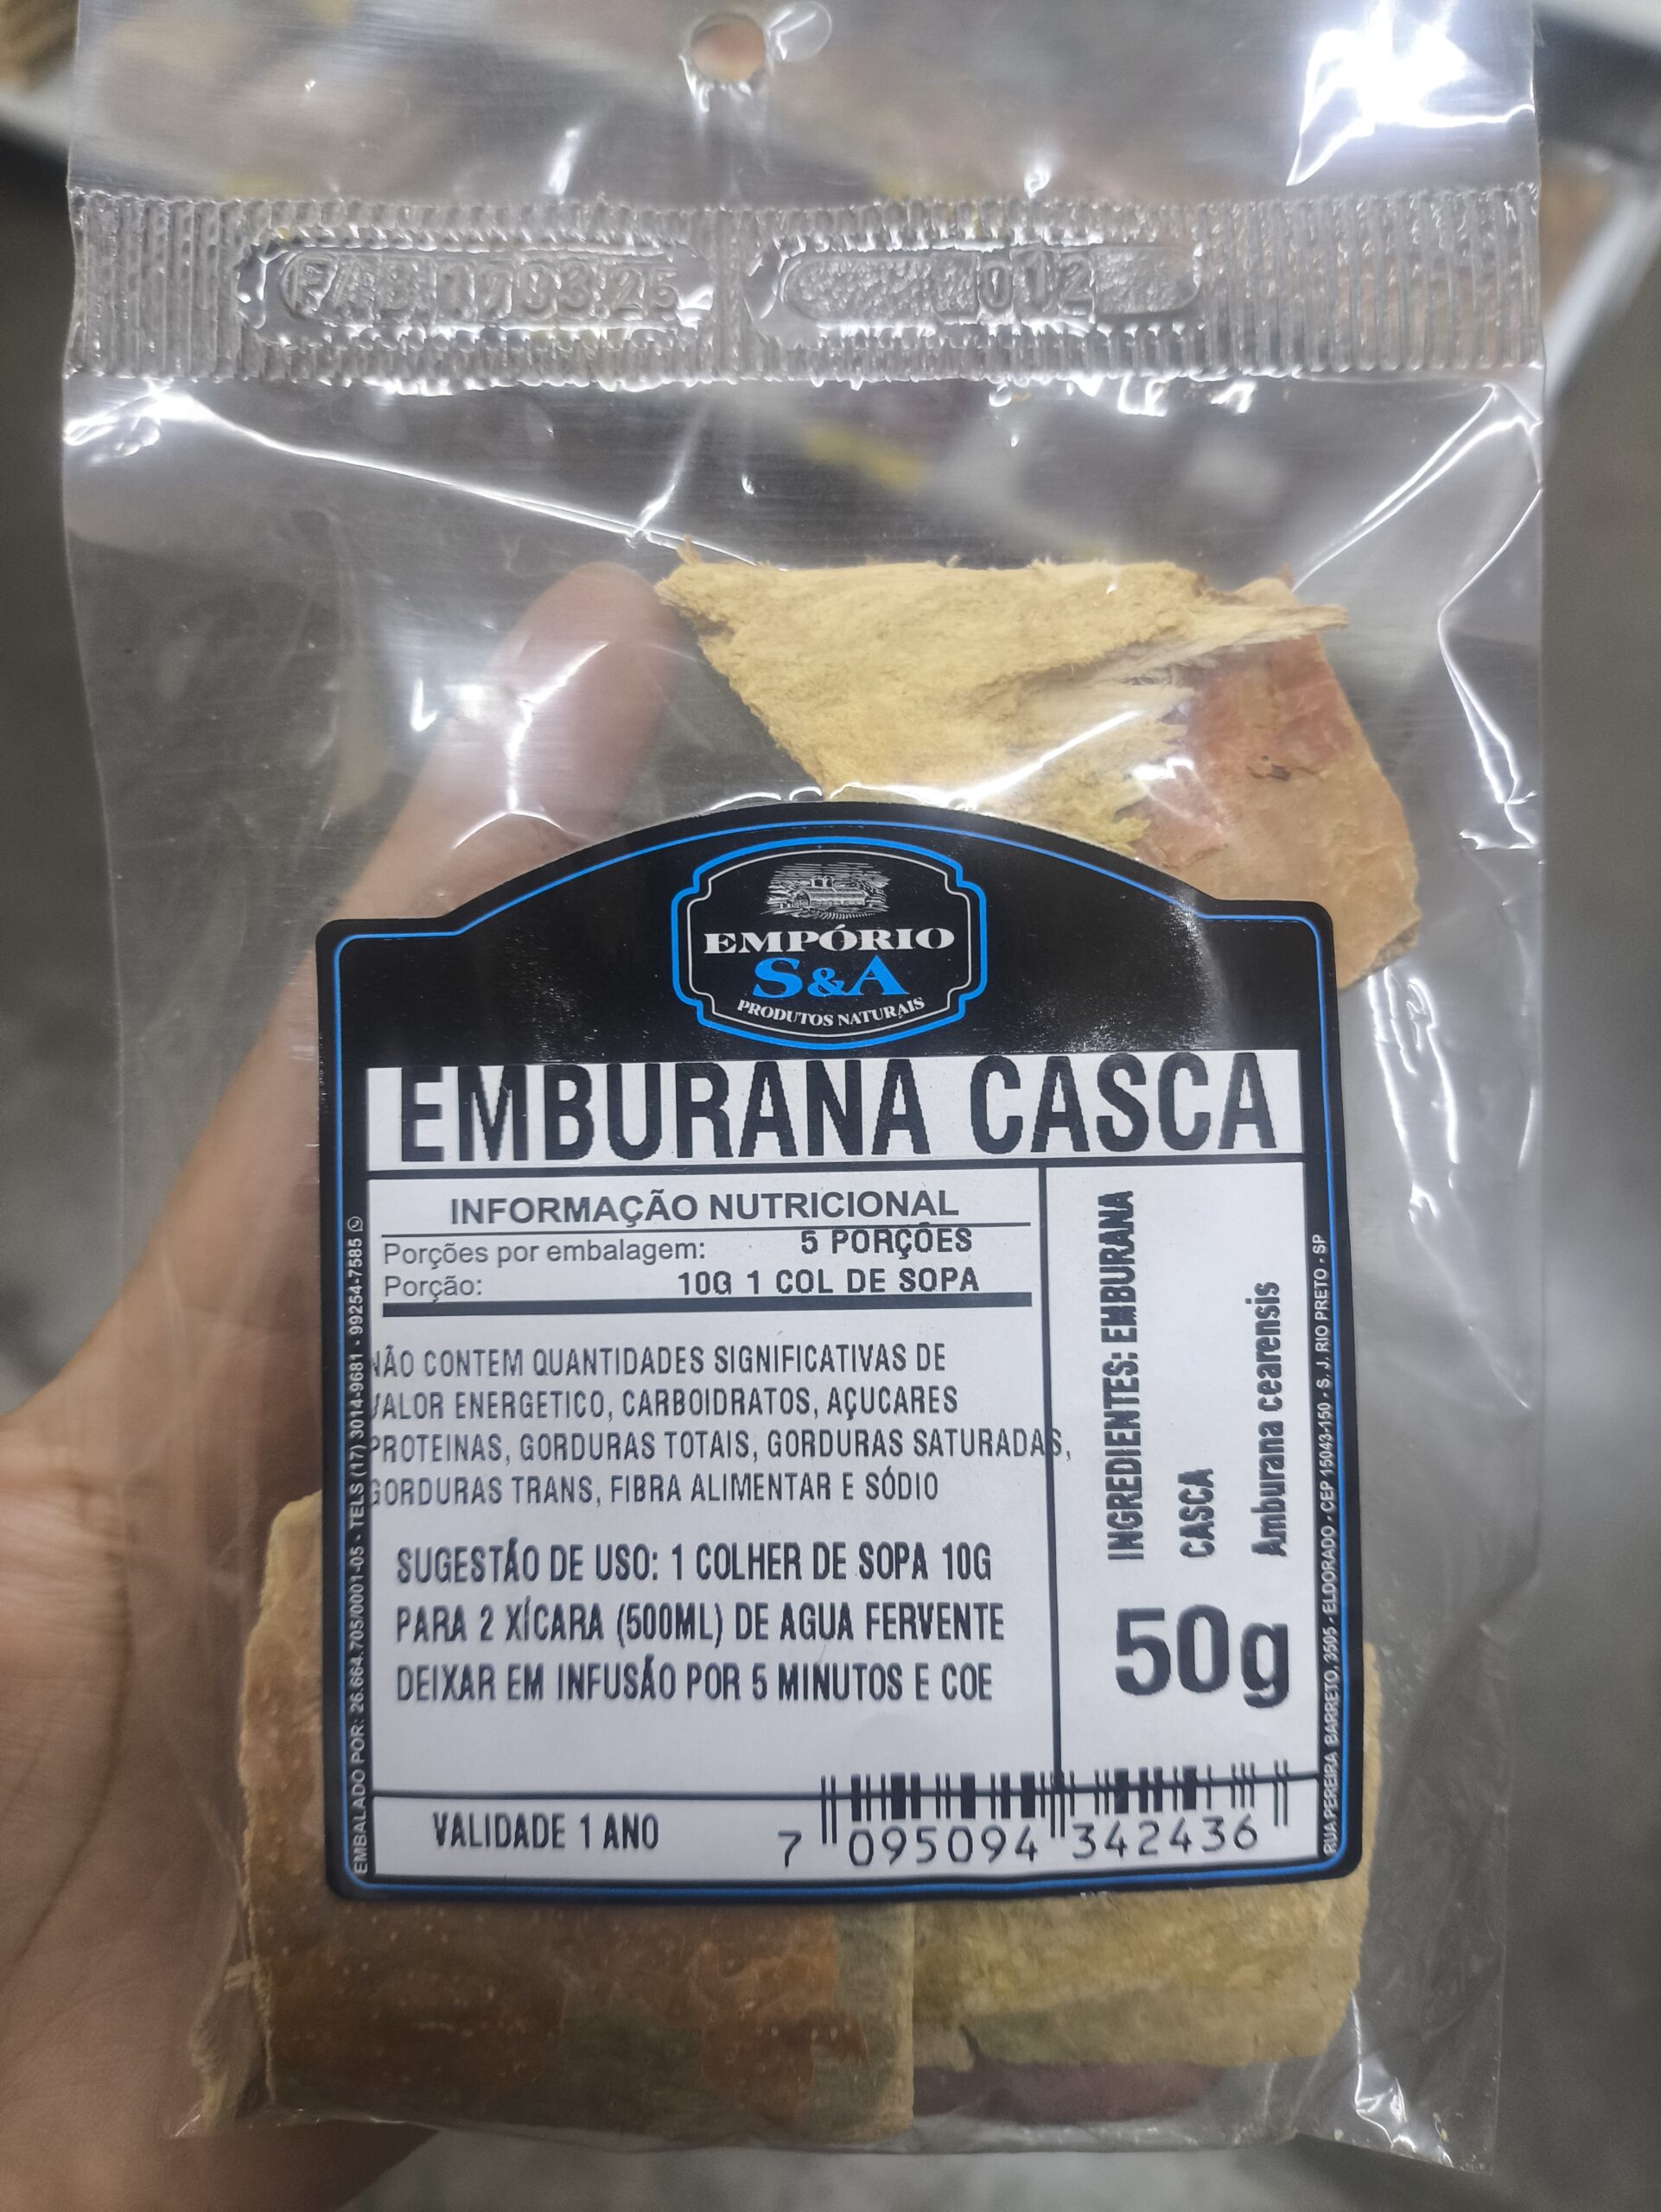 FAB 17.03.25
012
EMPÓRIO
S&A
PRODUTOS NATURAIS
EMBURANA CASCA
INFORMAÇÃO NUTRICIONAL
Porções por embalagem: 5 PORÇÕES
Porção: 10G 1 COL DE SOPA
NÃO CONTEM QUANTIDADES SIGNIFICATIVAS DE
VALOR ENERGETICO, CARBOIDRATOS, AÇUCARES
PROTEINAS, GORDURAS TOTAIS, GORDURAS SATURADAS,
GORDURAS TRANS, FIBRA ALIMENTAR E SÓDIO
SUGESTÃO DE USO: 1 COLHER DE SOPA 10G
PARA 2 XÍCARA (500ML) DE AGUA FERVENTE
DEIXAR EM INFUSÃO POR 5 MINUTOS E COE
INGREDIENTES: EMBURANA
CASCA
Amburana cearensis
50g
VALIDADE 1 ANO
7 095094 342436
EMBALADO POR: 26.664.705/0001-05 - TELS (17) 3014-9681 - 99254-7585
RUA PEREIRA BARRETO, 3505 - ELDORADO - CEP 15043-150 - S. J. RIO PRETO - SP